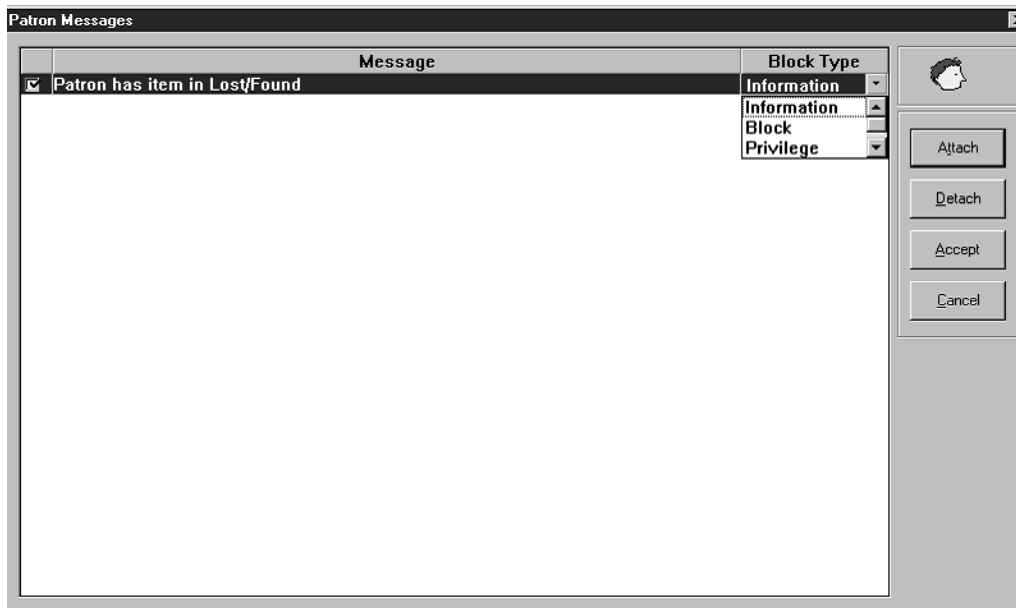 Patron Messages
Message Block Type
Patron has item in Lost/Found Information
Information
Block
Privilege
Attach
Detach
Accept
Cancel